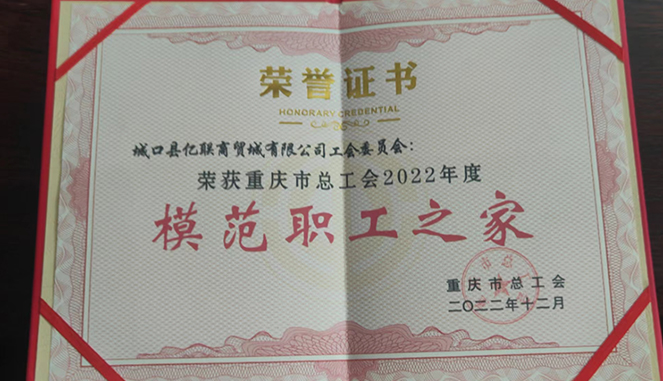 荣誉证书
HONORARY CREDENTIAL
城口县亿联商贸城有限公司工会委员会：
荣获重庆市总工会2022年度
模范职工之家
重庆市总工会
二〇二二年十二月